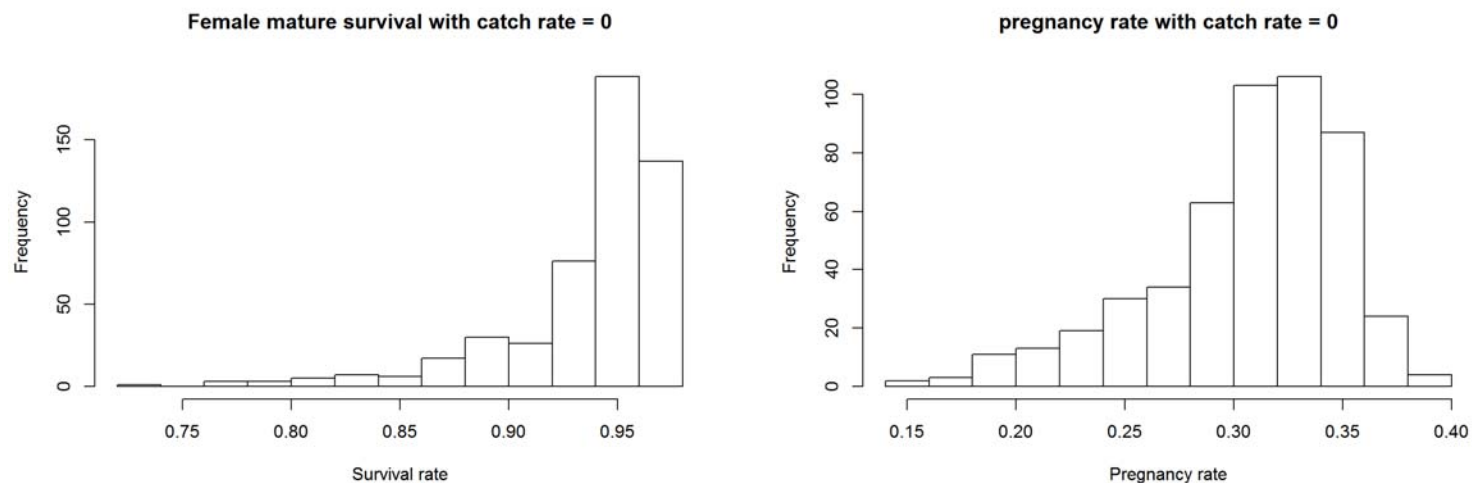 Female mature survival with catch rate = 0
Frequency
0 50 100 150
0.75 0.80 0.85 0.90 0.95
Survival rate
pregnancy rate with catch rate = 0
Frequency
0 20 40 60 80 100
0.15 0.20 0.25 0.30 0.35 0.40
Pregnancy rate